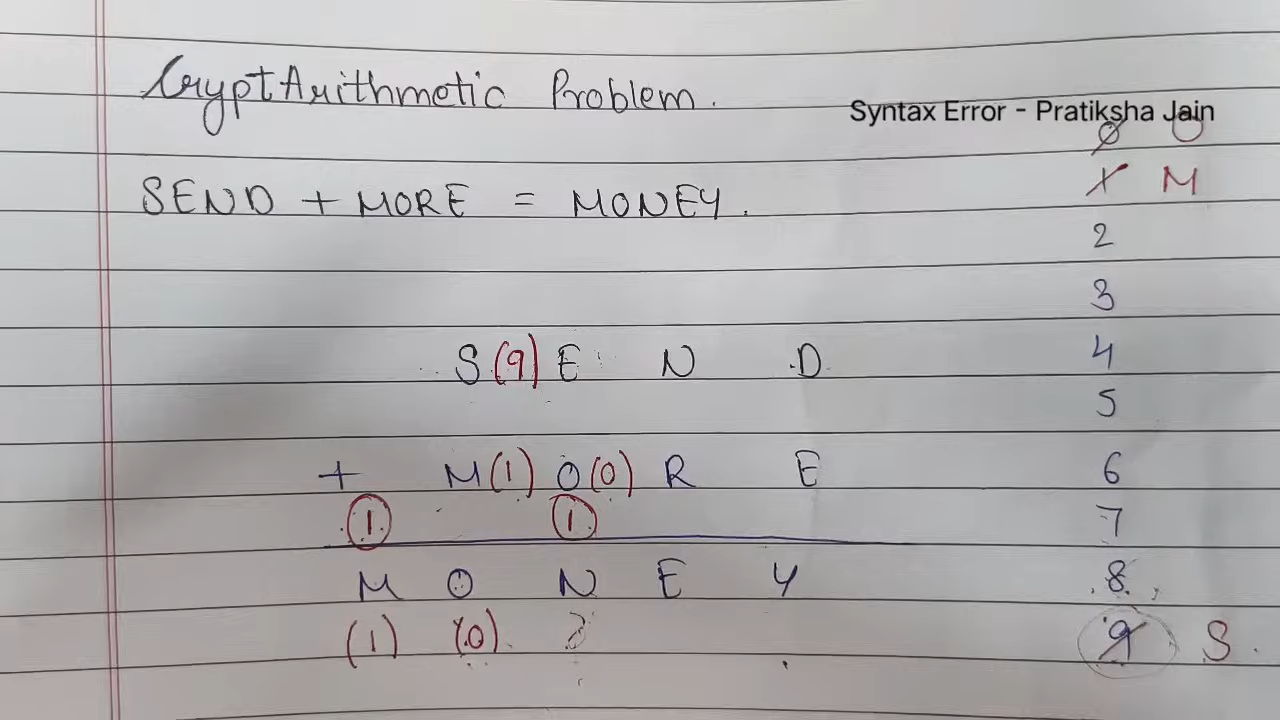 CryptArithmetic Problem.
Syntax Error - Pratiksha Jain
0 O
1 M
SEND + MORE = MONEY.
2
3
S(9) E N D
4
5
+ M(1) O(0) R E
6
1 1
7
M O N E Y
8
(1) (0)
9 S